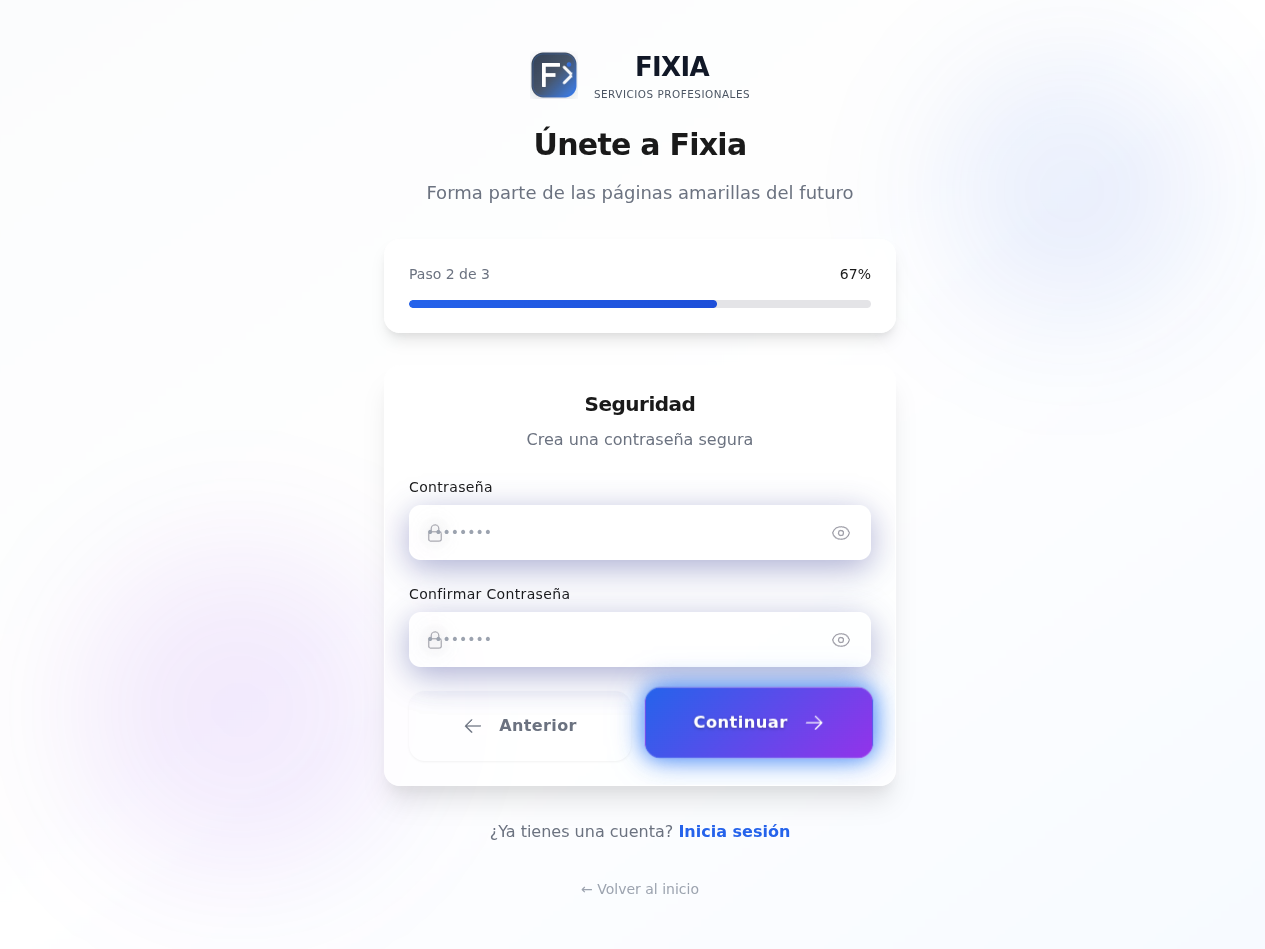 FIXIA
SERVICIOS PROFESIONALES
Únete a Fixia
Forma parte de las páginas amarillas del futuro
Paso 2 de 3 67%
Seguridad
Crea una contraseña segura
Contraseña
••••••••
Confirmar Contraseña
••••••••
← Anterior Continuar →
¿Ya tienes una cuenta? Inicia sesión
← Volver al inicio